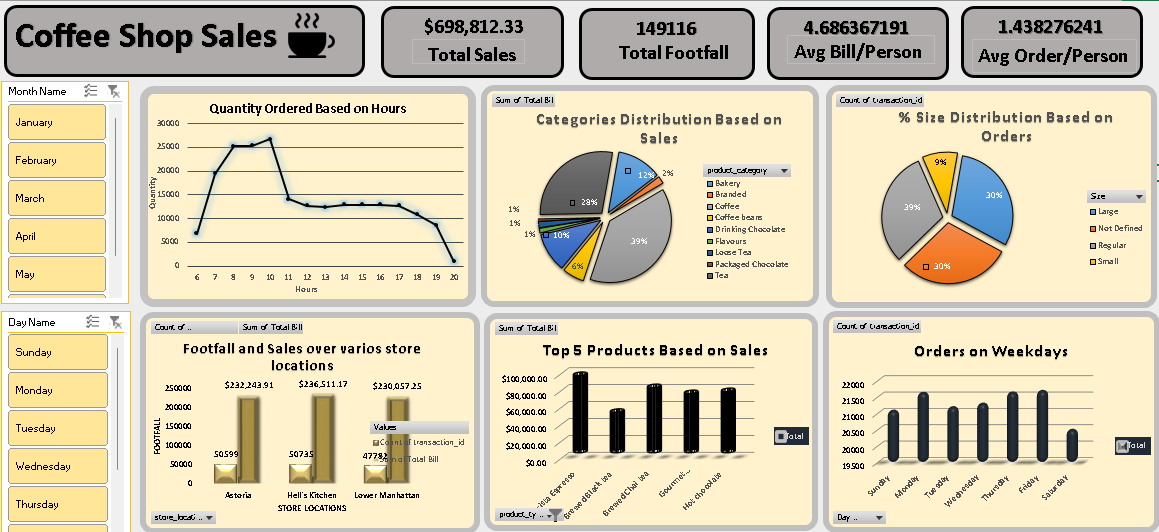 Coffee Shop Sales
$698,812.33
Total Sales
149116
Total Footfall
4.686367191
Avg Bill/Person
1.438276241
Avg Order/Person
Month Name
January
February
March
April
May
Day Name
Sunday
Monday
Tuesday
Wednesday
Thursday
Quantity Ordered Based on Hours
30000
25000
20000
15000
10000
5000
0
Quantity
6 7 8 9 10 11 12 13 14 15 16 17 18 19 20
Hours
Sum of Total Bill
Categories Distribution Based on
Sales
12%
2%
39%
6%
10%
1%
1%
1%
28%
product_category
Bakery
Branded
Coffee
Coffee beans
Drinking Chocolate
Flavours
Loose Tea
Packaged Chocolate
Tea
Count of transaction_id
% Size Distribution Based on
Orders
9%
30%
39%
30%
Size
Large
Not Defined
Regular
Small
Count of ..
Sum of Total Bill
Footfall and Sales over varios store
locations
250000
200000
150000
100000
50000
0
FOOTFALL
$232,243.91
$236,511.17
$230,057.25
50599
50735
47782
Values
Count of transaction_id
Sum of Total Bill
Astoria
Hell's Kitchen
Lower Manhattan
STORE LOCATIONS
store_locati ..
Sum of Total Bill
Top 5 Products Based on Sales
$100,000.00
$80,000.00
$60,000.00
$40,000.00
$20,000.00
$0.00
Espresso
Brewed Black tea
Brewed Chai tea
Gourmet...
Hot chocolate
Total
product_ty ..
Count of transaction_id
Orders on Weekdays
22000
21500
21000
20500
20000
19500
Sunday
Monday
Tuesday
Wednesday
Thursday
Friday
Saturday
Total
Day ..